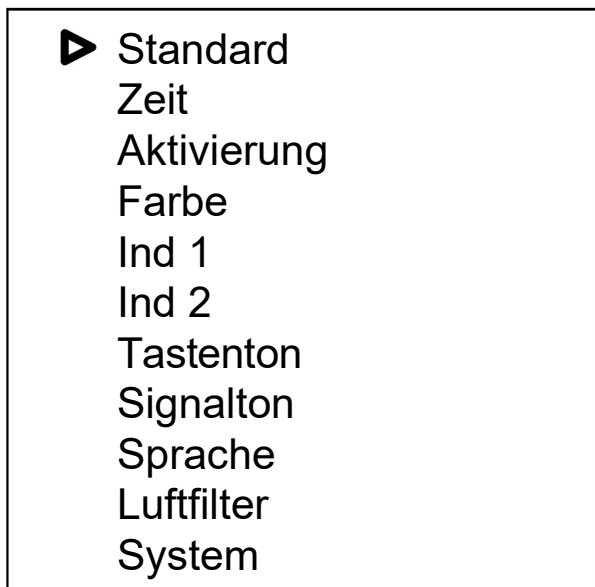 Standard
Zeit
Aktivierung
Farbe
Ind 1
Ind 2
Tastenton
Signalton
Sprache
Luftfilter
System